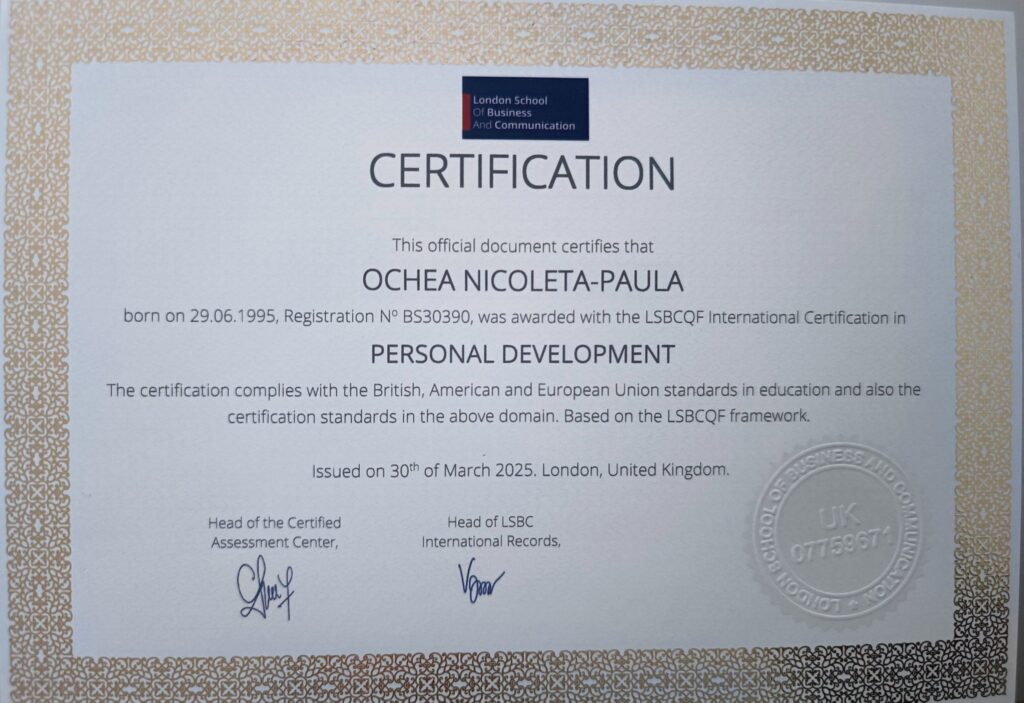 London School
Of Business
And Communication
CERTIFICATION
This official document certifies that
OCHEA NICOLETA-PAULA
born on 29.06.1995, Registration Nº BS30390, was awarded with the LSBCQF International Certification in
PERSONAL DEVELOPMENT
The certification complies with the British, American and European Union standards in education and also the
certification standards in the above domain. Based on the LSBCQF framework.
Issued on 30th of March 2025. London, United Kingdom.
Head of the Certified
Assessment Center,
Head of LSBC
International Records,
LONDON SCHOOL OF BUSINESS AND COMMUNICATION
UK
07759671